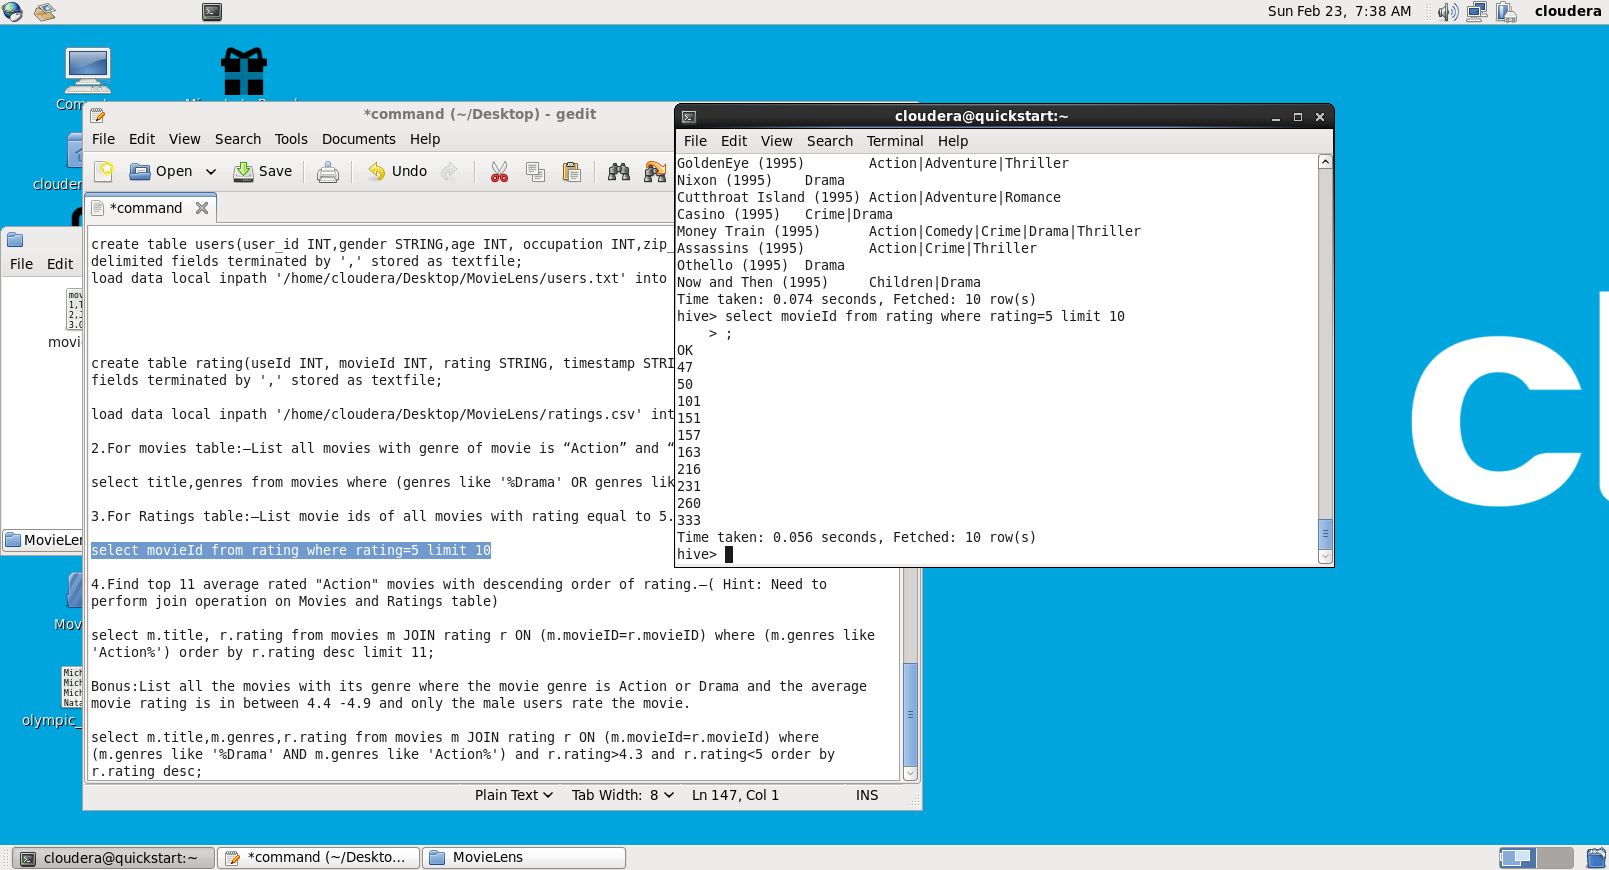 Sun Feb 23, 7:38 AM
cloudera
*command (~/Desktop) - gedit
File Edit View Search Tools Documents Help
Open Save Undo
*command
create table users(user_id INT,gender STRING,age INT, occupation INT,zip_
delimited fields terminated by ',' stored as textfile;
load data local inpath '/home/cloudera/Desktop/MovieLens/users.txt' into
create table rating(useId INT, movieId INT, rating STRING, timestamp STRI
fields terminated by ',' stored as textfile;
load data local inpath '/home/cloudera/Desktop/MovieLens/ratings.csv' int
2.For movies table:—List all movies with genre of movie is “Action” and “
select title,genres from movies where (genres like '%Drama' OR genres lik
3.For Ratings table:—List movie ids of all movies with rating equal to 5.
select movieId from rating where rating=5 limit 10
4.Find top 11 average rated "Action" movies with descending order of rating.—( Hint: Need to
perform join operation on Movies and Ratings table)
select m.title, r.rating from movies m JOIN rating r ON (m.movieID=r.movieID) where (m.genres like
'Action%') order by r.rating desc limit 11;
Bonus:List all the movies with its genre where the movie genre is Action or Drama and the average
movie rating is in between 4.4 -4.9 and only the male users rate the movie.
select m.title,m.genres,r.rating from movies m JOIN rating r ON (m.movieId=r.movieId) where
(m.genres like '%Drama' AND m.genres like 'Action%') and r.rating>4.3 and r.rating<5 order by
r.rating desc;
Plain Text Tab Width: 8 Ln 147, Col 1 INS
cloudera@quickstart:~
File Edit View Search Terminal Help
GoldenEye (1995) Action|Adventure|Thriller
Nixon (1995) Drama
Cutthroat Island (1995) Action|Adventure|Romance
Casino (1995) Crime|Drama
Money Train (1995) Action|Comedy|Crime|Drama|Thriller
Assassins (1995) Action|Crime|Thriller
Othello (1995) Drama
Now and Then (1995) Children|Drama
Time taken: 0.074 seconds, Fetched: 10 row(s)
hive> select movieId from rating where rating=5 limit 10
> ;
OK
47
50
101
151
157
163
216
231
260
333
Time taken: 0.056 seconds, Fetched: 10 row(s)
hive>
File Edit
movi
MovieLen
Mov
olympic_
clouder
cloudera@quickstart:~
*command (~/Deskto...
MovieLens